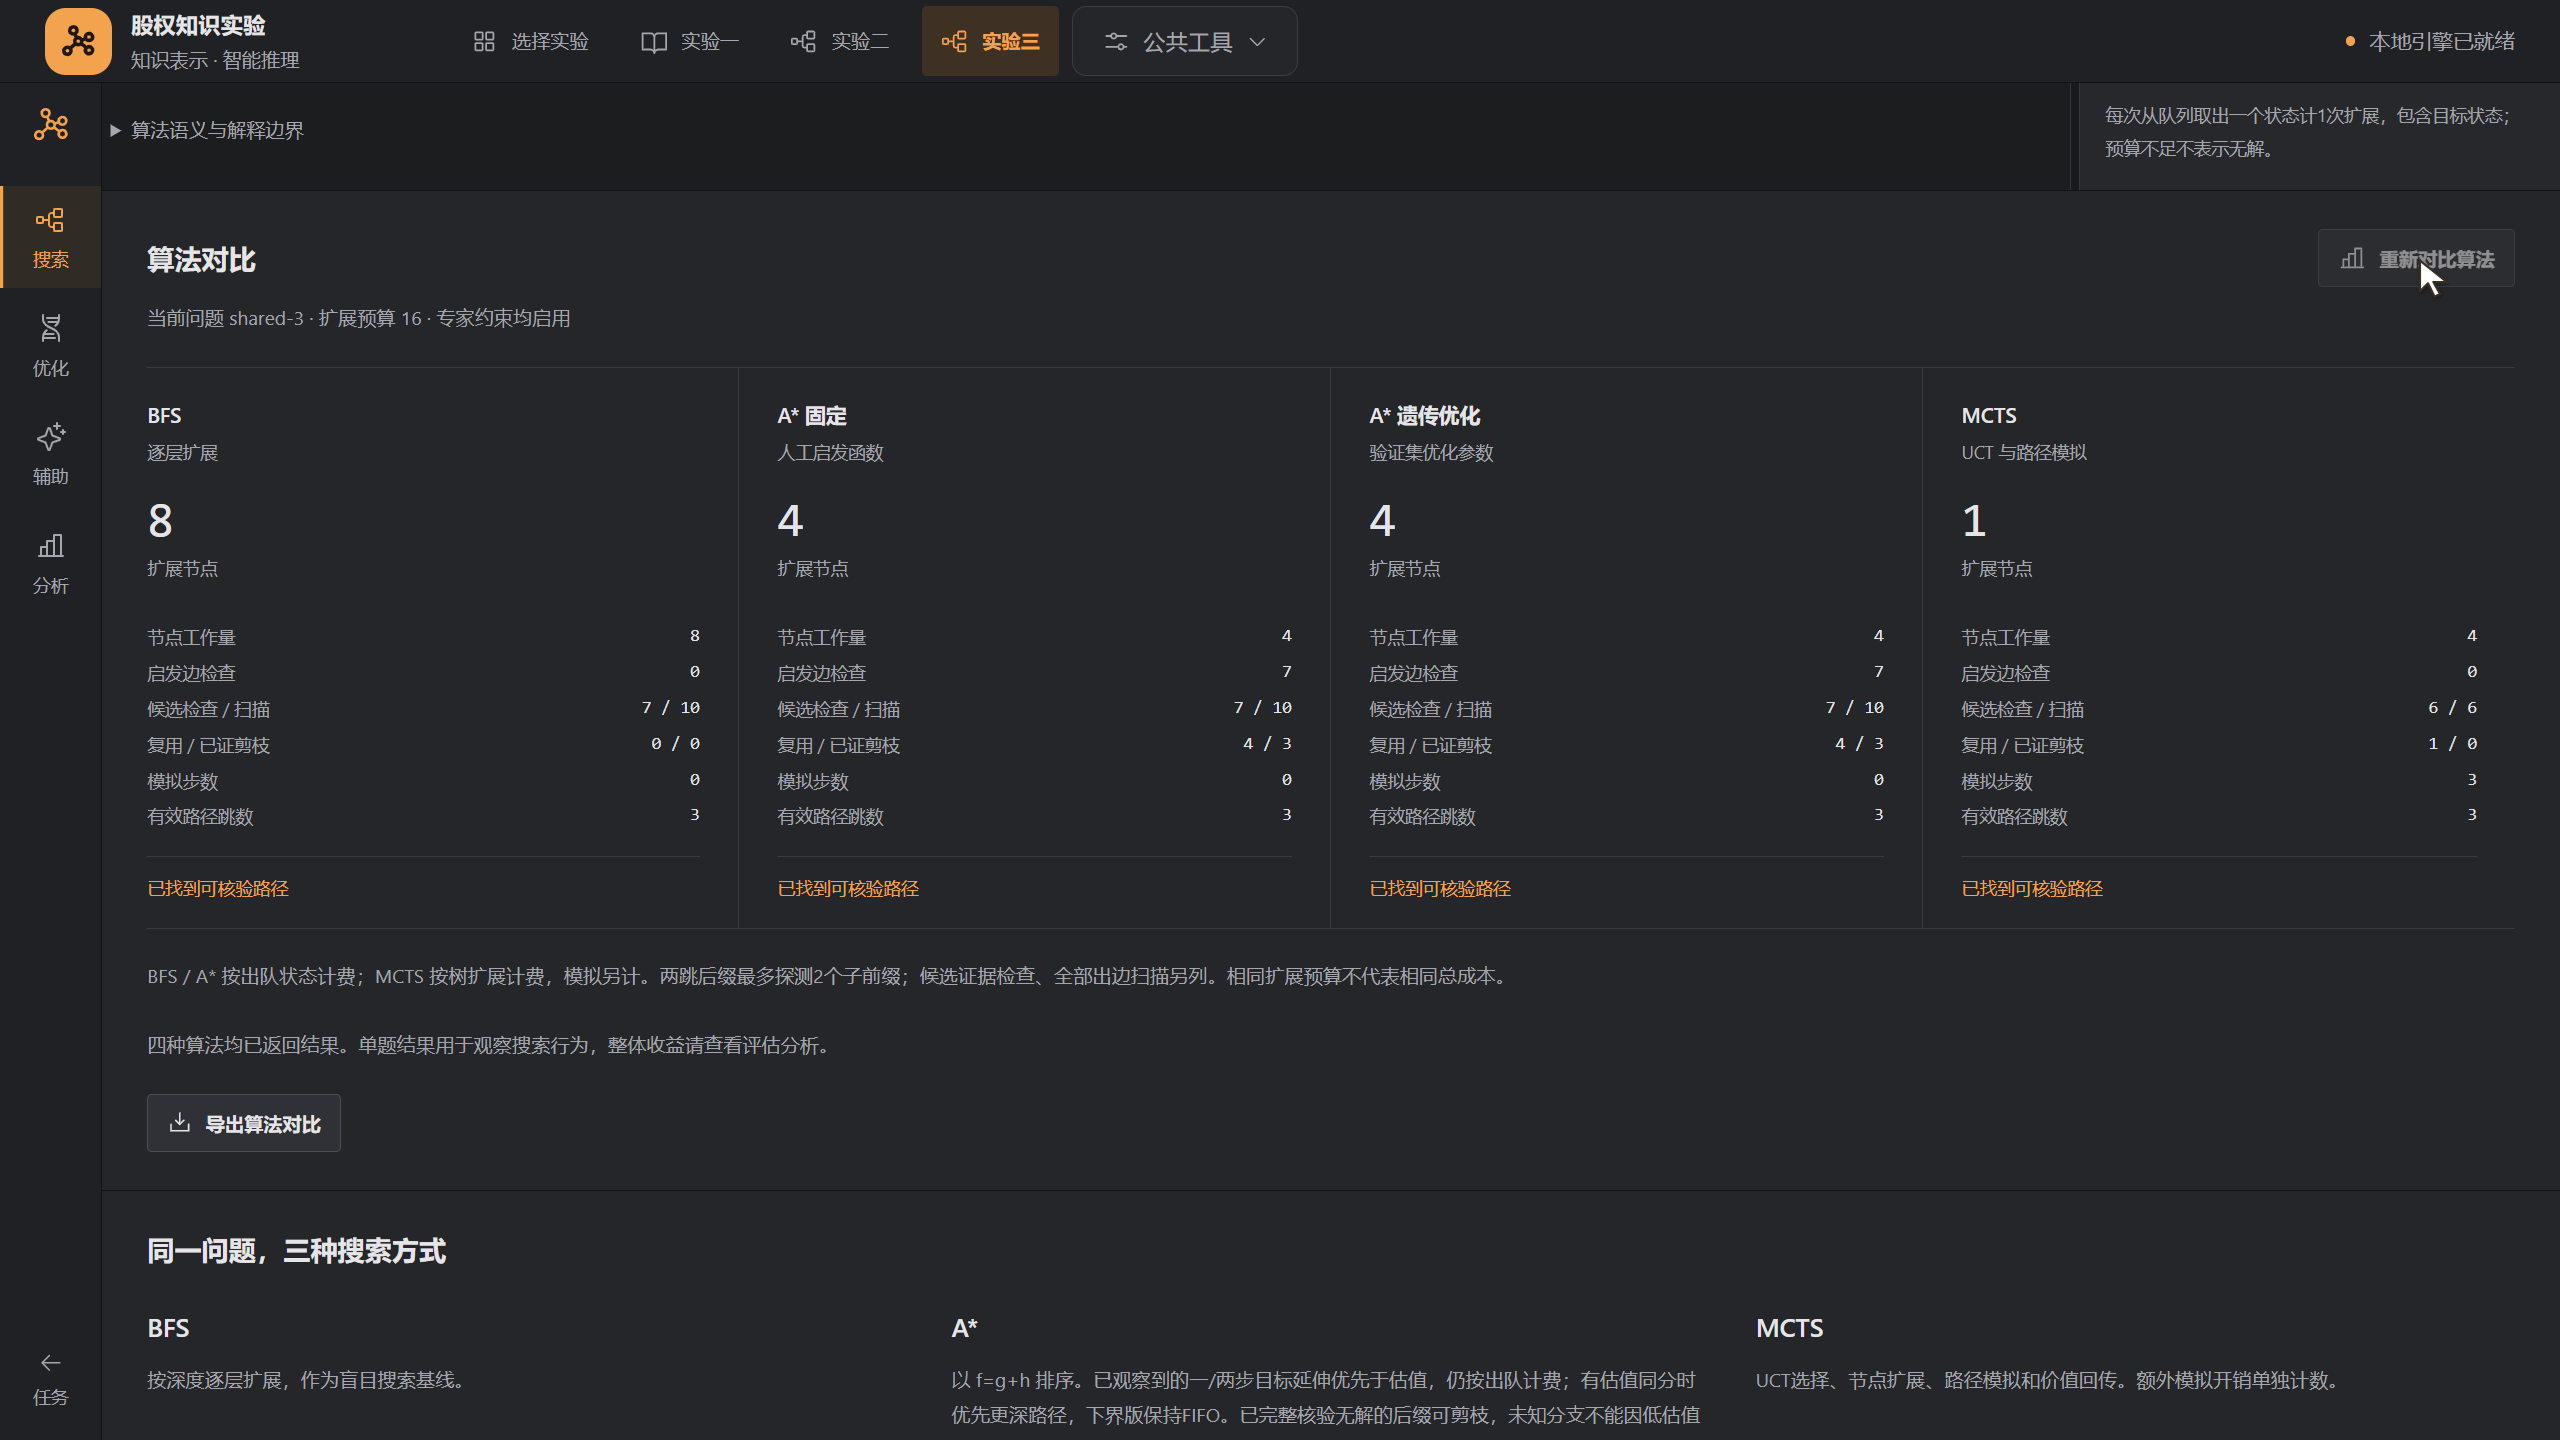 股权知识实验
知识表示 · 智能推理
选择实验
实验一
实验二
实验三
公共工具
本地引擎已就绪
搜索
优化
辅助
分析
任务
算法语义与解释边界
每次从队列取出一个状态计1次扩展，包含目标状态；
预算不足不表示无解。
算法对比
重新对比算法
当前问题 shared-3 · 扩展预算 16 · 专家约束均启用
BFS
逐层扩展
8
扩展节点
节点工作量 8
启发边检查 0
候选检查 / 扫描 7 / 10
复用 / 已证剪枝 0 / 0
模拟步数 0
有效路径跳数 3
已找到可核验路径
A* 固定
人工启发函数
4
扩展节点
节点工作量 4
启发边检查 7
候选检查 / 扫描 7 / 10
复用 / 已证剪枝 4 / 3
模拟步数 0
有效路径跳数 3
已找到可核验路径
A* 遗传优化
验证集优化参数
4
扩展节点
节点工作量 4
启发边检查 7
候选检查 / 扫描 7 / 10
复用 / 已证剪枝 4 / 3
模拟步数 0
有效路径跳数 3
已找到可核验路径
MCTS
UCT 与路径模拟
1
扩展节点
节点工作量 4
启发边检查 0
候选检查 / 扫描 6 / 6
复用 / 已证剪枝 1 / 0
模拟步数 3
有效路径跳数 3
已找到可核验路径
BFS / A* 按出队状态计费；MCTS 按树扩展计费，模拟另计。两跳后缀最多探测2个子前缀；候选证据检查、全部出边扫描另列。相同扩展预算不代表相同总成本。
四种算法均已返回结果。单题结果用于观察搜索行为，整体收益请查看评估分析。
导出算法对比
同一问题，三种搜索方式
BFS
按深度逐层扩展，作为盲目搜索基线。
A*
以 f=g+h 排序。已观察到的一/两步目标延伸优先于估值，仍按出队计费；有估值同分时
优先更深路径，下界版保持FIFO。已完整核验无解的后缀可剪枝，未知分支不能因低估值
MCTS
UCT选择、节点扩展、路径模拟和价值回传。额外模拟开销单独计数。